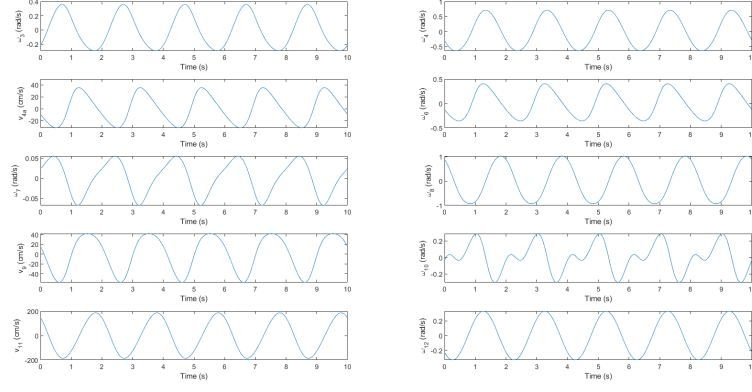 ω₃ (rad/s)
0.4
0.2
0
-0.2
0 1 2 3 4 5 6 7 8 9 10
Time (s)
ω₄ (rad/s)
1
0.5
0
-0.5
0 1 2 3 4 5 6 7 8 9 10
Time (s)
v₄ₐ (cm/s)
40
20
0
-20
0 1 2 3 4 5 6 7 8 9 10
Time (s)
ω₆ (rad/s)
0.5
0
-0.5
0 1 2 3 4 5 6 7 8 9 10
Time (s)
ω₇ (rad/s)
0.05
0
-0.05
0 1 2 3 4 5 6 7 8 9 10
Time (s)
ω₈ (rad/s)
1
0
-1
0 1 2 3 4 5 6 7 8 9 10
Time (s)
v₉ (cm/s)
40
20
0
-20
-40
0 1 2 3 4 5 6 7 8 9 10
Time (s)
ω₁₀ (rad/s)
0.2
0
-0.2
0 1 2 3 4 5 6 7 8 9 10
Time (s)
v₁₁ (cm/s)
200
0
-200
0 1 2 3 4 5 6 7 8 9 10
Time (s)
ω₁₂ (rad/s)
0.2
0
-0.2
0 1 2 3 4 5 6 7 8 9 10
Time (s)